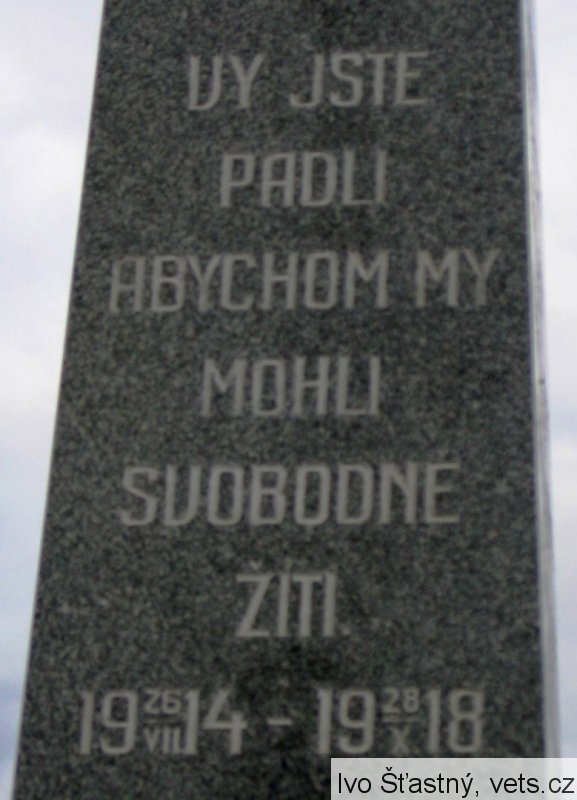 VY JSTE
PADLI
ABYCHOM MY
MOHLI
SVOBODNĚ
ŽÍTI.
19 26/VII 14 - 19 28/X 18
Ivo Šťastný, vets.cz